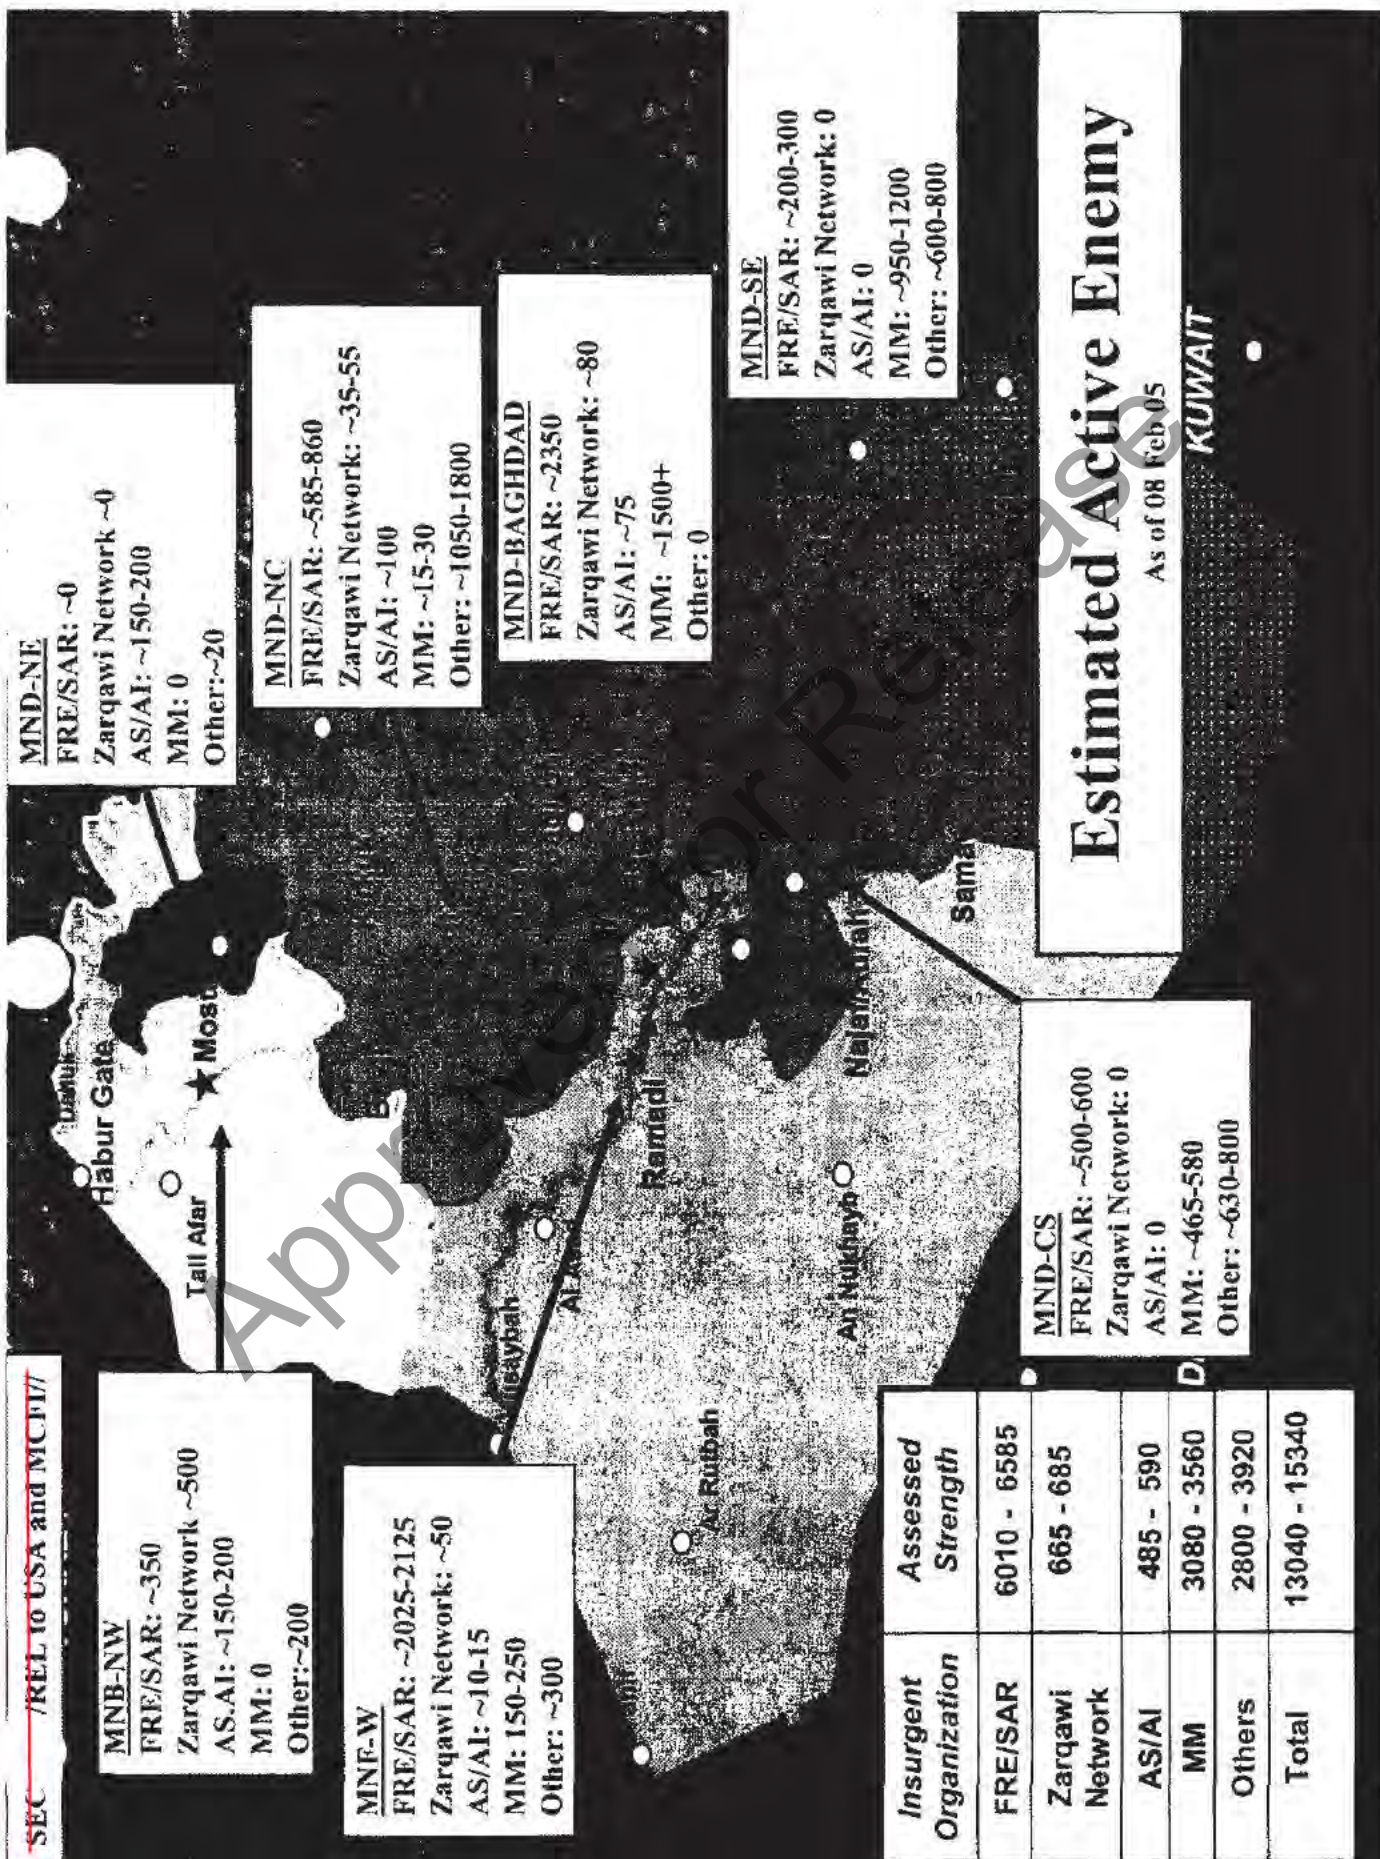 SEC /REL to USA and MCFI//
MNB-NW
FRE/SAR: ~350
Zarqawi Network ~500
AS.AI: ~150-200
MM: 0
Other:~200
MNF-W
FRE/SAR: ~2025-2125
Zarqawi Network: ~50
AS/AI: ~10-15
MM: 150-250
Other: ~300
MND-NE
FRE/SAR: ~0
Zarqawi Network ~0
AS/AI: ~150-200
MM: 0
Other:~20
MND-NC
FRE/SAR: ~585-860
Zarqawi Network: ~35-55
AS/AI: ~100
MM: ~15-30
Other: ~1050-1800
MND-BAGHDAD
FRE/SAR: ~2350
Zarqawi Network: ~80
AS/AI: ~75
MM: ~1500+
Other: 0
MND-SE
FRE/SAR: ~200-300
Zarqawi Network: 0
AS/AI: 0
MM: ~950-1200
Other: ~600-800
MND-CS
FRE/SAR: ~500-600
Zarqawi Network: 0
AS/AI: 0
MM: ~465-580
Other: ~630-800
Habur Gate
Tall Afar
Mosu
Ramadi
Ar Rutbah
An Nukhayb
Sama
KUWAIT
Insurgent Organization Assessed Strength
FRE/SAR 6010 - 6585
Zarqawi Network 665 - 685
AS/AI 485 - 590
MM 3080 - 3560
Others 2800 - 3920
Total 13040 - 15340
Estimated Active Enemy
As of 08 Feb 05
Approved for Release